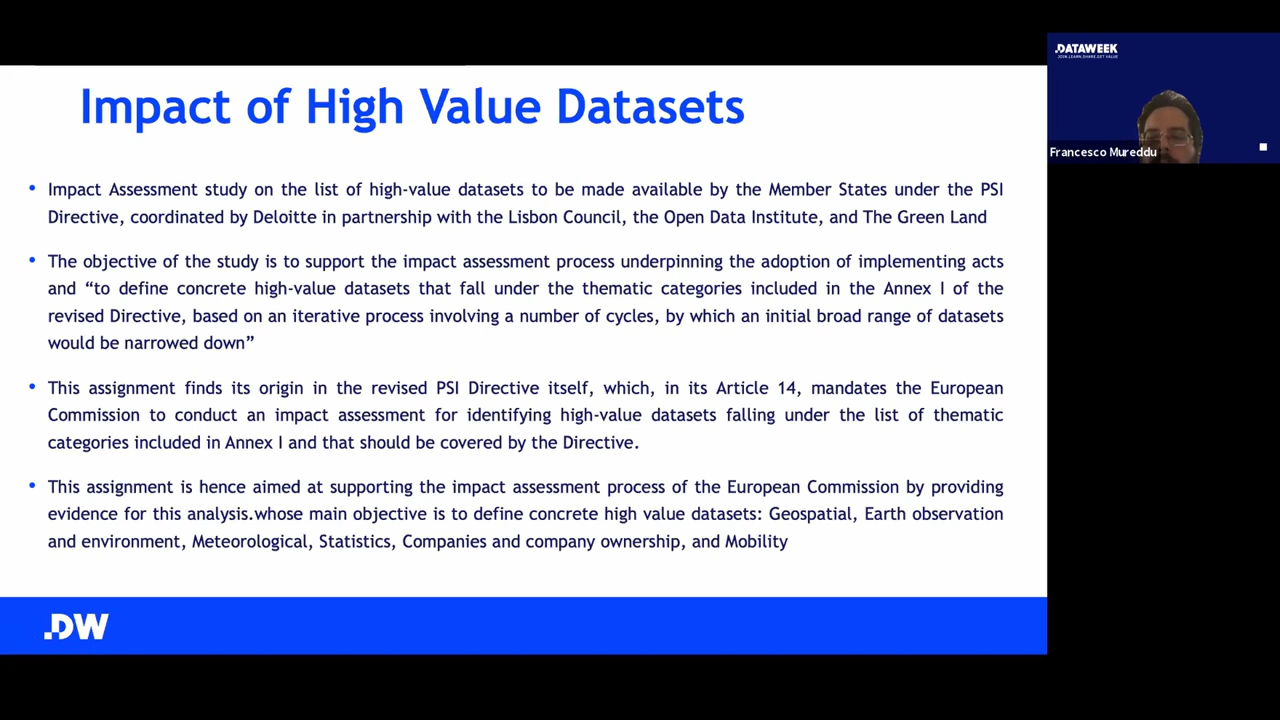 Impact of High Value Datasets
• Impact Assessment study on the list of high-value datasets to be made available by the Member States under the PSI
Directive, coordinated by Deloitte in partnership with the Lisbon Council, the Open Data Institute, and The Green Land
• The objective of the study is to support the impact assessment process underpinning the adoption of implementing acts
and “to define concrete high-value datasets that fall under the thematic categories included in the Annex I of the
revised Directive, based on an iterative process involving a number of cycles, by which an initial broad range of datasets
would be narrowed down”
• This assignment finds its origin in the revised PSI Directive itself, which, in its Article 14, mandates the European
Commission to conduct an impact assessment for identifying high-value datasets falling under the list of thematic
categories included in Annex I and that should be covered by the Directive.
• This assignment is hence aimed at supporting the impact assessment process of the European Commission by providing
evidence for this analysis.whose main objective is to define concrete high value datasets: Geospatial, Earth observation
and environment, Meteorological, Statistics, Companies and company ownership, and Mobility
.DW
.DATAWEEK
JOIN.LEARN.SHARE.GET VALUE
Francesco Mureddu